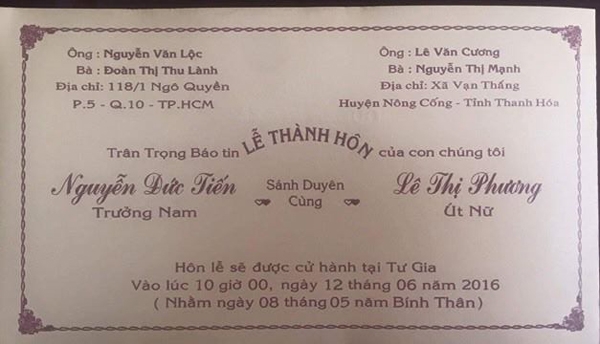 Ông : Nguyễn Văn Lộc
Bà : Đoàn Thị Thu Lành
Địa chỉ: 118/1 Ngô Quyền
P.5 - Q.10 - TP.HCM
Ông : Lê Văn Cương
Bà : Nguyễn Thị Mạnh
Địa chỉ: Xã Vạn Thắng
Huyện Nông Cống - Tỉnh Thanh Hóa
Trân Trọng Báo tin LỄ THÀNH HÔN của con chúng tôi
Nguyễn Đức Tiến
Trưởng Nam
Sánh Duyên
Cùng
Lê Thị Phương
Út Nữ
Hôn lễ sẽ được cử hành tại Tư Gia
Vào lúc 10 giờ 00, ngày 12 tháng 06 năm 2016
( Nhằm ngày 08 tháng 05 năm Bính Thân )